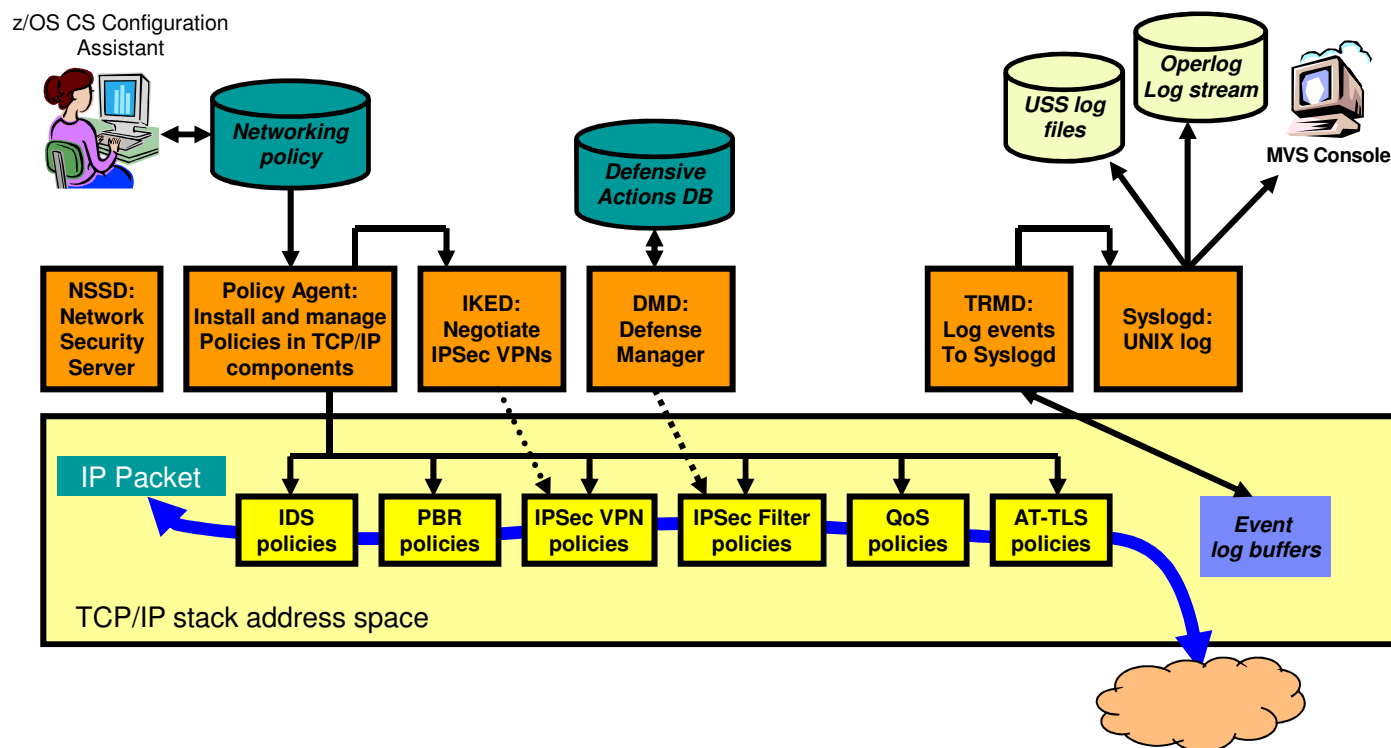 z/OS CS Configuration
Assistant
Networking
policy
Defensive
Actions DB
USS log
files
Operlog
Log stream
MVS Console
NSSD:
Network
Security
Server
Policy Agent:
Install and manage
Policies in TCP/IP
components
IKED:
Negotiate
IPSec VPNs
DMD:
Defense
Manager
TRMD:
Log events
To Syslogd
Syslogd:
UNIX log
IP Packet
IDS
policies
PBR
policies
IPSec VPN
policies
IPSec Filter
policies
QoS
policies
AT-TLS
policies
Event
log buffers
TCP/IP stack address space